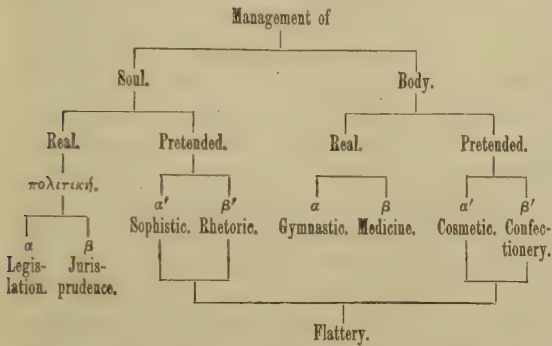 Management of
Soul. Body.
Real. Pretended. Real. Pretended.
πολιτική.
α β α′ β′ α β α′ β′
Sophistic. Rhetoric. Gymnastic. Medicine. Cosmetic. Confec-
tionery.
Legis- Juris-
lation. prudence.
Flattery.